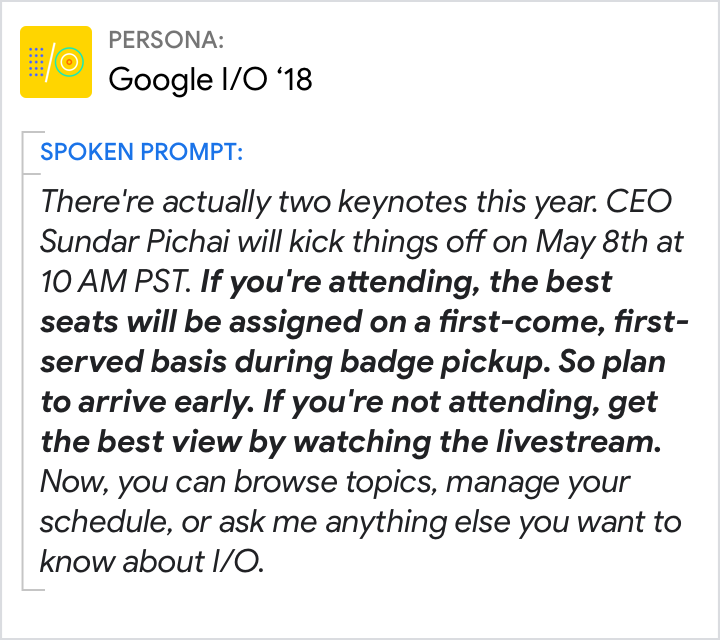 PERSONA:
Google I/O ‘18
SPOKEN PROMPT:
There're actually two keynotes this year. CEO
Sundar Pichai will kick things off on May 8th at
10 AM PST. If you're attending, the best
seats will be assigned on a first-come, first-
served basis during badge pickup. So plan
to arrive early. If you're not attending, get
the best view by watching the livestream.
Now, you can browse topics, manage your
schedule, or ask me anything else you want to
know about I/O.